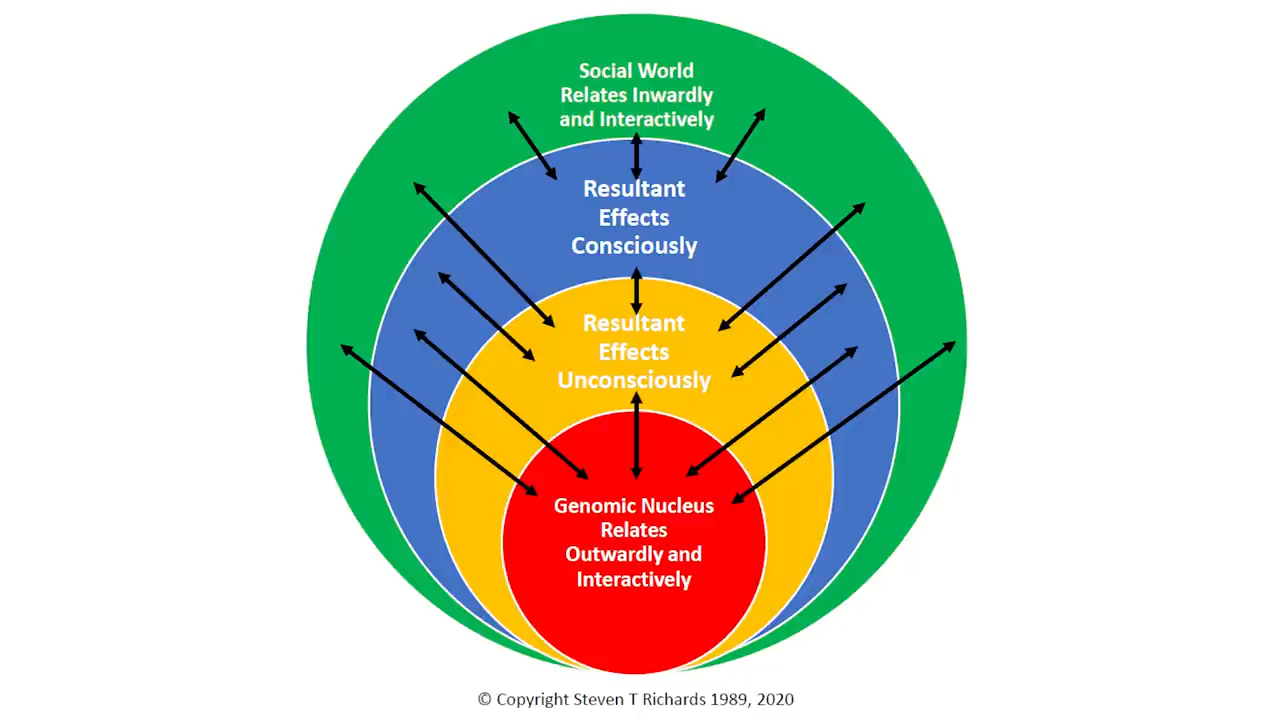 Social World
Relates Inwardly
and Interactively
Resultant
Effects
Consciously
Resultant
Effects
Unconsciously
Genomic Nucleus
Relates
Outwardly and
Interactively
© Copyright Steven T Richards 1989, 2020